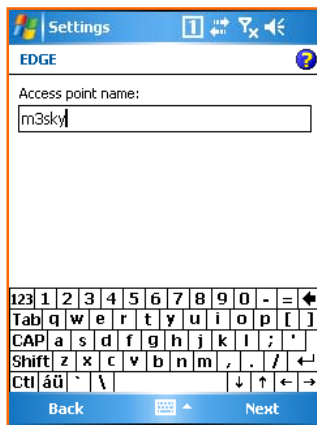 Settings 1
EDGE ?
Access point name:
m3sky
123 1 2 3 4 5 6 7 8 9 0 - =
Tab q w e r t y u i o p [ ]
CAP a s d f g h j k l ; '
Shift z x c v b n m , . /
Ctl áü ` \
Back Next